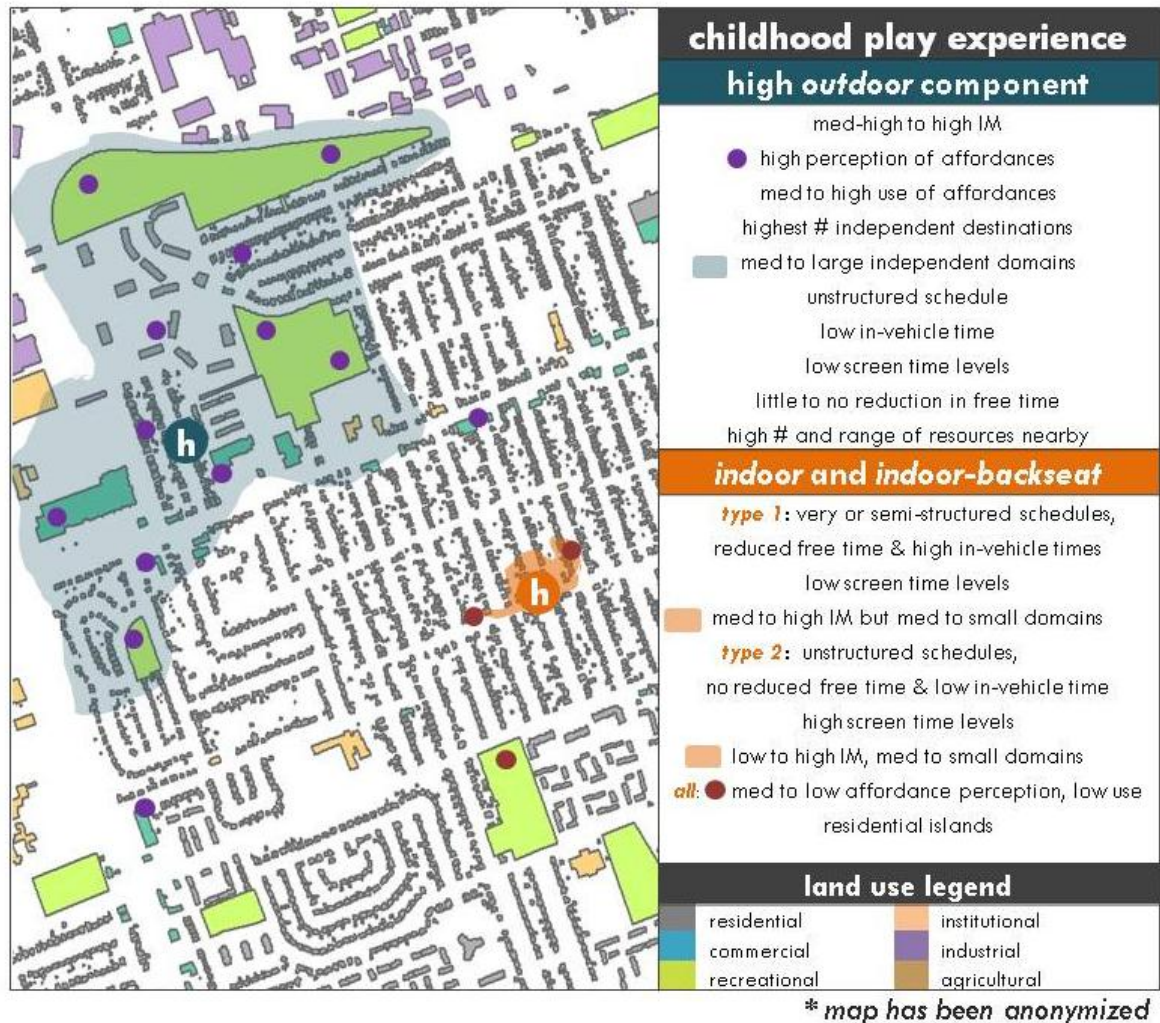 childhood play experience
high outdoor component
med-high to high IM
high perception of affordances
med to high use of affordances
highest # independent destinations
med to large independent domains
unstructured schedule
low in-vehicle time
low screen time levels
little to no reduction in free time
high # and range of resources nearby
indoor and indoor-backseat
type 1: very or semi-structured schedules,
reduced free time & high in-vehicle times
low screen time levels
med to high IM but med to small domains
type 2: unstructured schedules,
no reduced free time & low in-vehicle time
high screen time levels
low to high IM, med to small domains
all: med to low affordance perception, low use
residential islands
h
h
land use legend
residential institutional
commercial industrial
recreational agricultural
* map has been anonymized